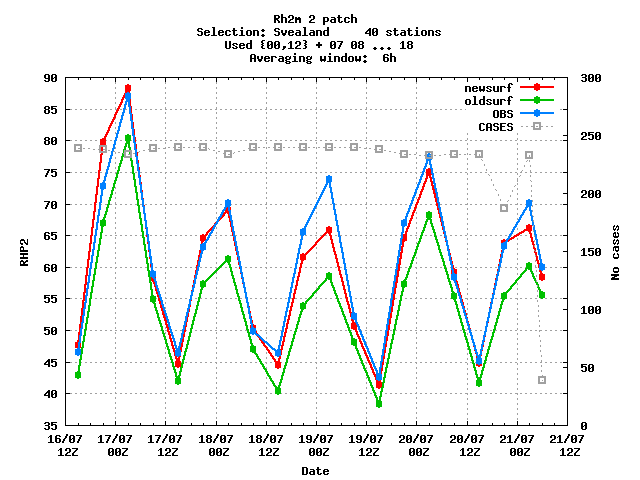 Rh2m 2 patch
Selection: Svealand 40 stations
Used {00,12} + 07 08 ... 18
Averaging window: 6h
newsurf
oldsurf
OBS
CASES
90
85
80
75
70
65
60
55
50
45
40
35
RHP2
300
250
200
150
100
50
0
No cases
16/07 17/07 17/07 18/07 18/07 19/07 19/07 20/07 20/07 21/07 21/07
12Z 00Z 12Z 00Z 12Z 00Z 12Z 00Z 12Z 00Z 12Z
Date